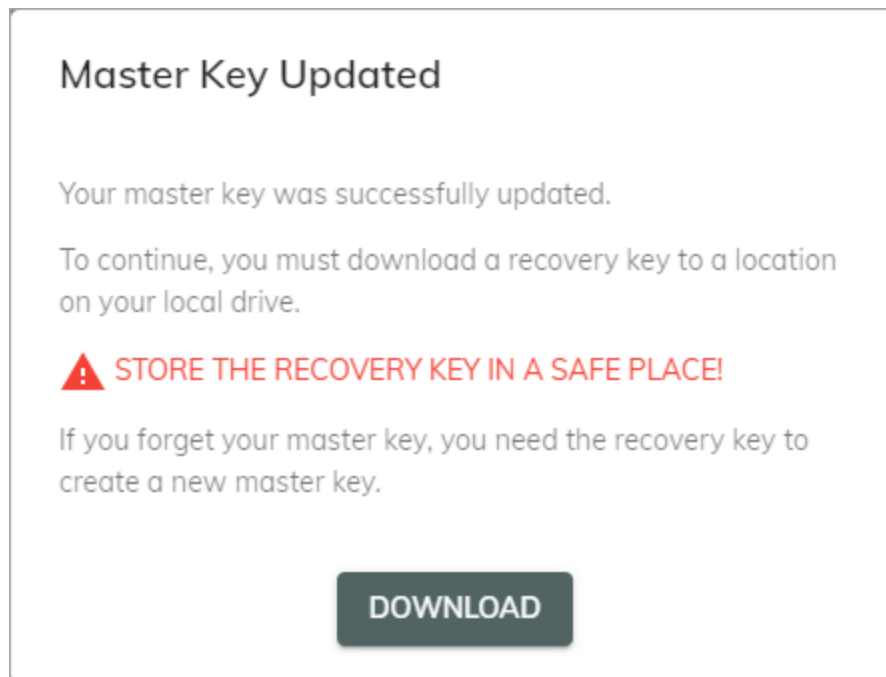 Master Key Updated
Your master key was successfully updated.
To continue, you must download a recovery key to a location
on your local drive.
STORE THE RECOVERY KEY IN A SAFE PLACE!
If you forget your master key, you need the recovery key to
create a new master key.
DOWNLOAD